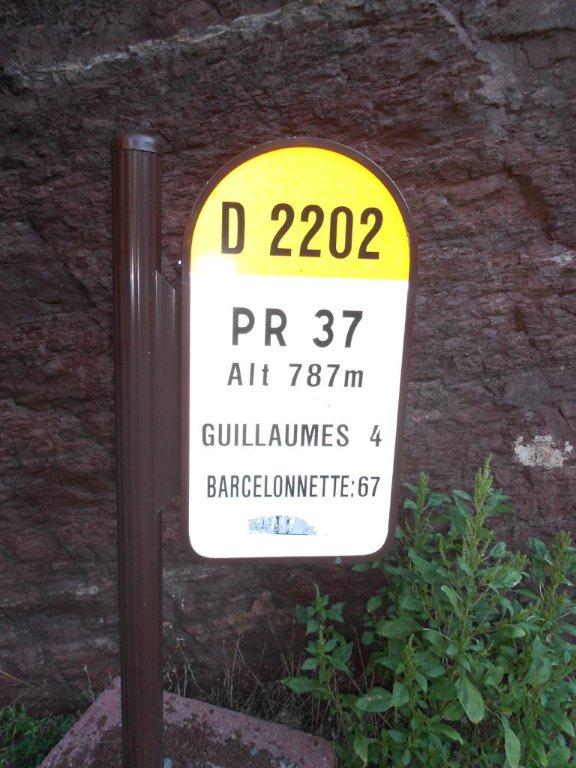 D 2202
PR 37
Alt 787m
GUILLAUMES 4
BARCELONNETTE: 67